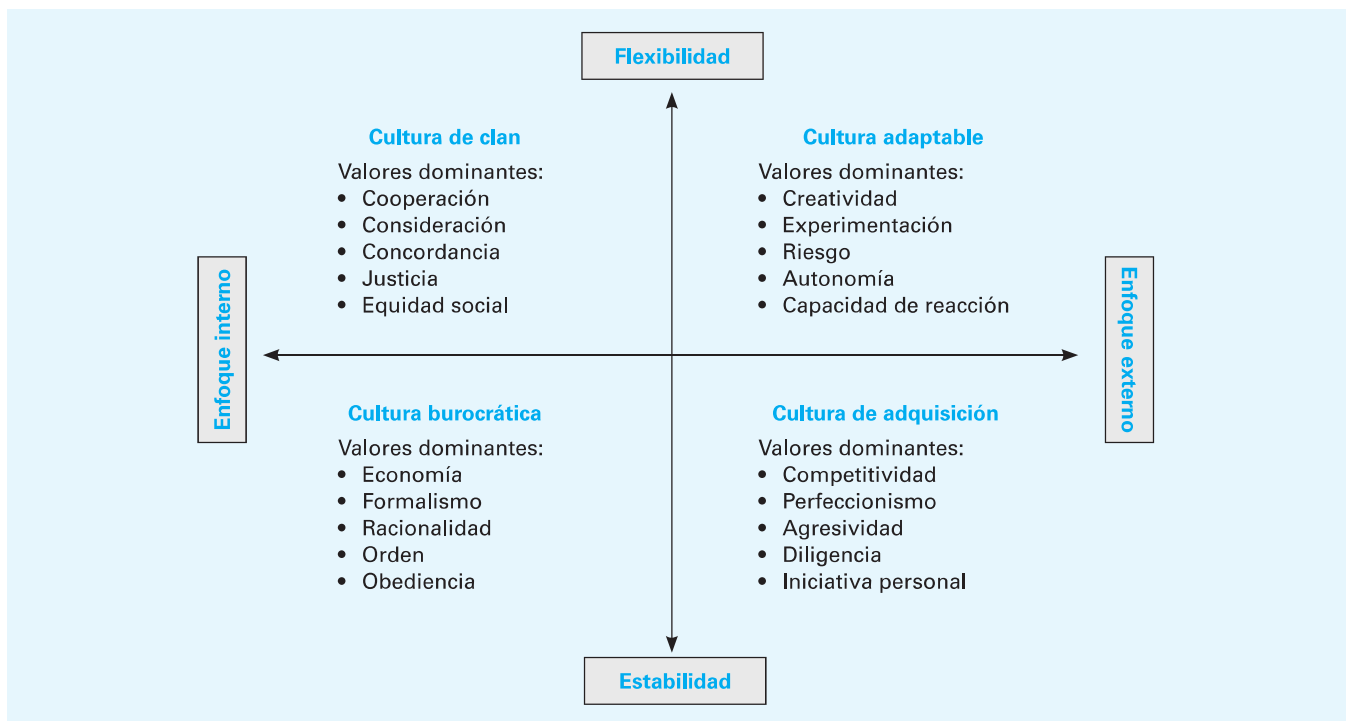 Flexibilidad
Cultura de clan
Valores dominantes:
• Cooperación
• Consideración
• Concordancia
• Justicia
• Equidad social
Cultura adaptable
Valores dominantes:
• Creatividad
• Experimentación
• Riesgo
• Autonomía
• Capacidad de reacción
Enfoque interno
Enfoque externo
Cultura burocrática
Valores dominantes:
• Economía
• Formalismo
• Racionalidad
• Orden
• Obediencia
Cultura de adquisición
Valores dominantes:
• Competitividad
• Perfeccionismo
• Agresividad
• Diligencia
• Iniciativa personal
Estabilidad